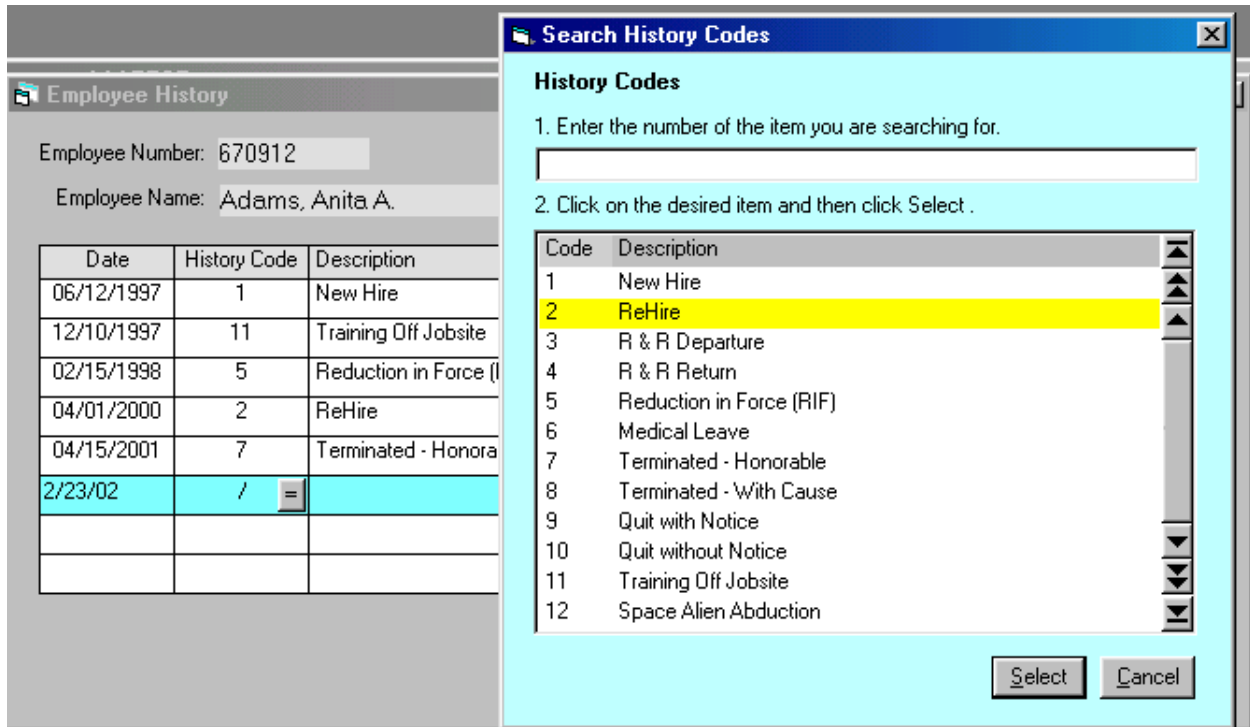 Employee History
Employee Number: 670912
Employee Name: Adams, Anita A.
Date History Code Description
06/12/1997 1 New Hire
12/10/1997 11 Training Off Jobsite
02/15/1998 5 Reduction in Force
04/01/2000 2 ReHire
04/15/2001 7 Terminated -
2/23/02 / =
Search History Codes
History Codes
1. Enter the number of the item you are searching for.
2. Click on the desired item and then click Select .
Code Description
1 New Hire
2 ReHire
3 R & R Departure
4 R & R Return
5 Reduction in Force (RIF)
6 Medical Leave
7 Terminated - Honorable
8 Terminated - With Cause
9 Quit with Notice
10 Quit without Notice
11 Training Off Jobsite
12 Space Alien Abduction
Select Cancel